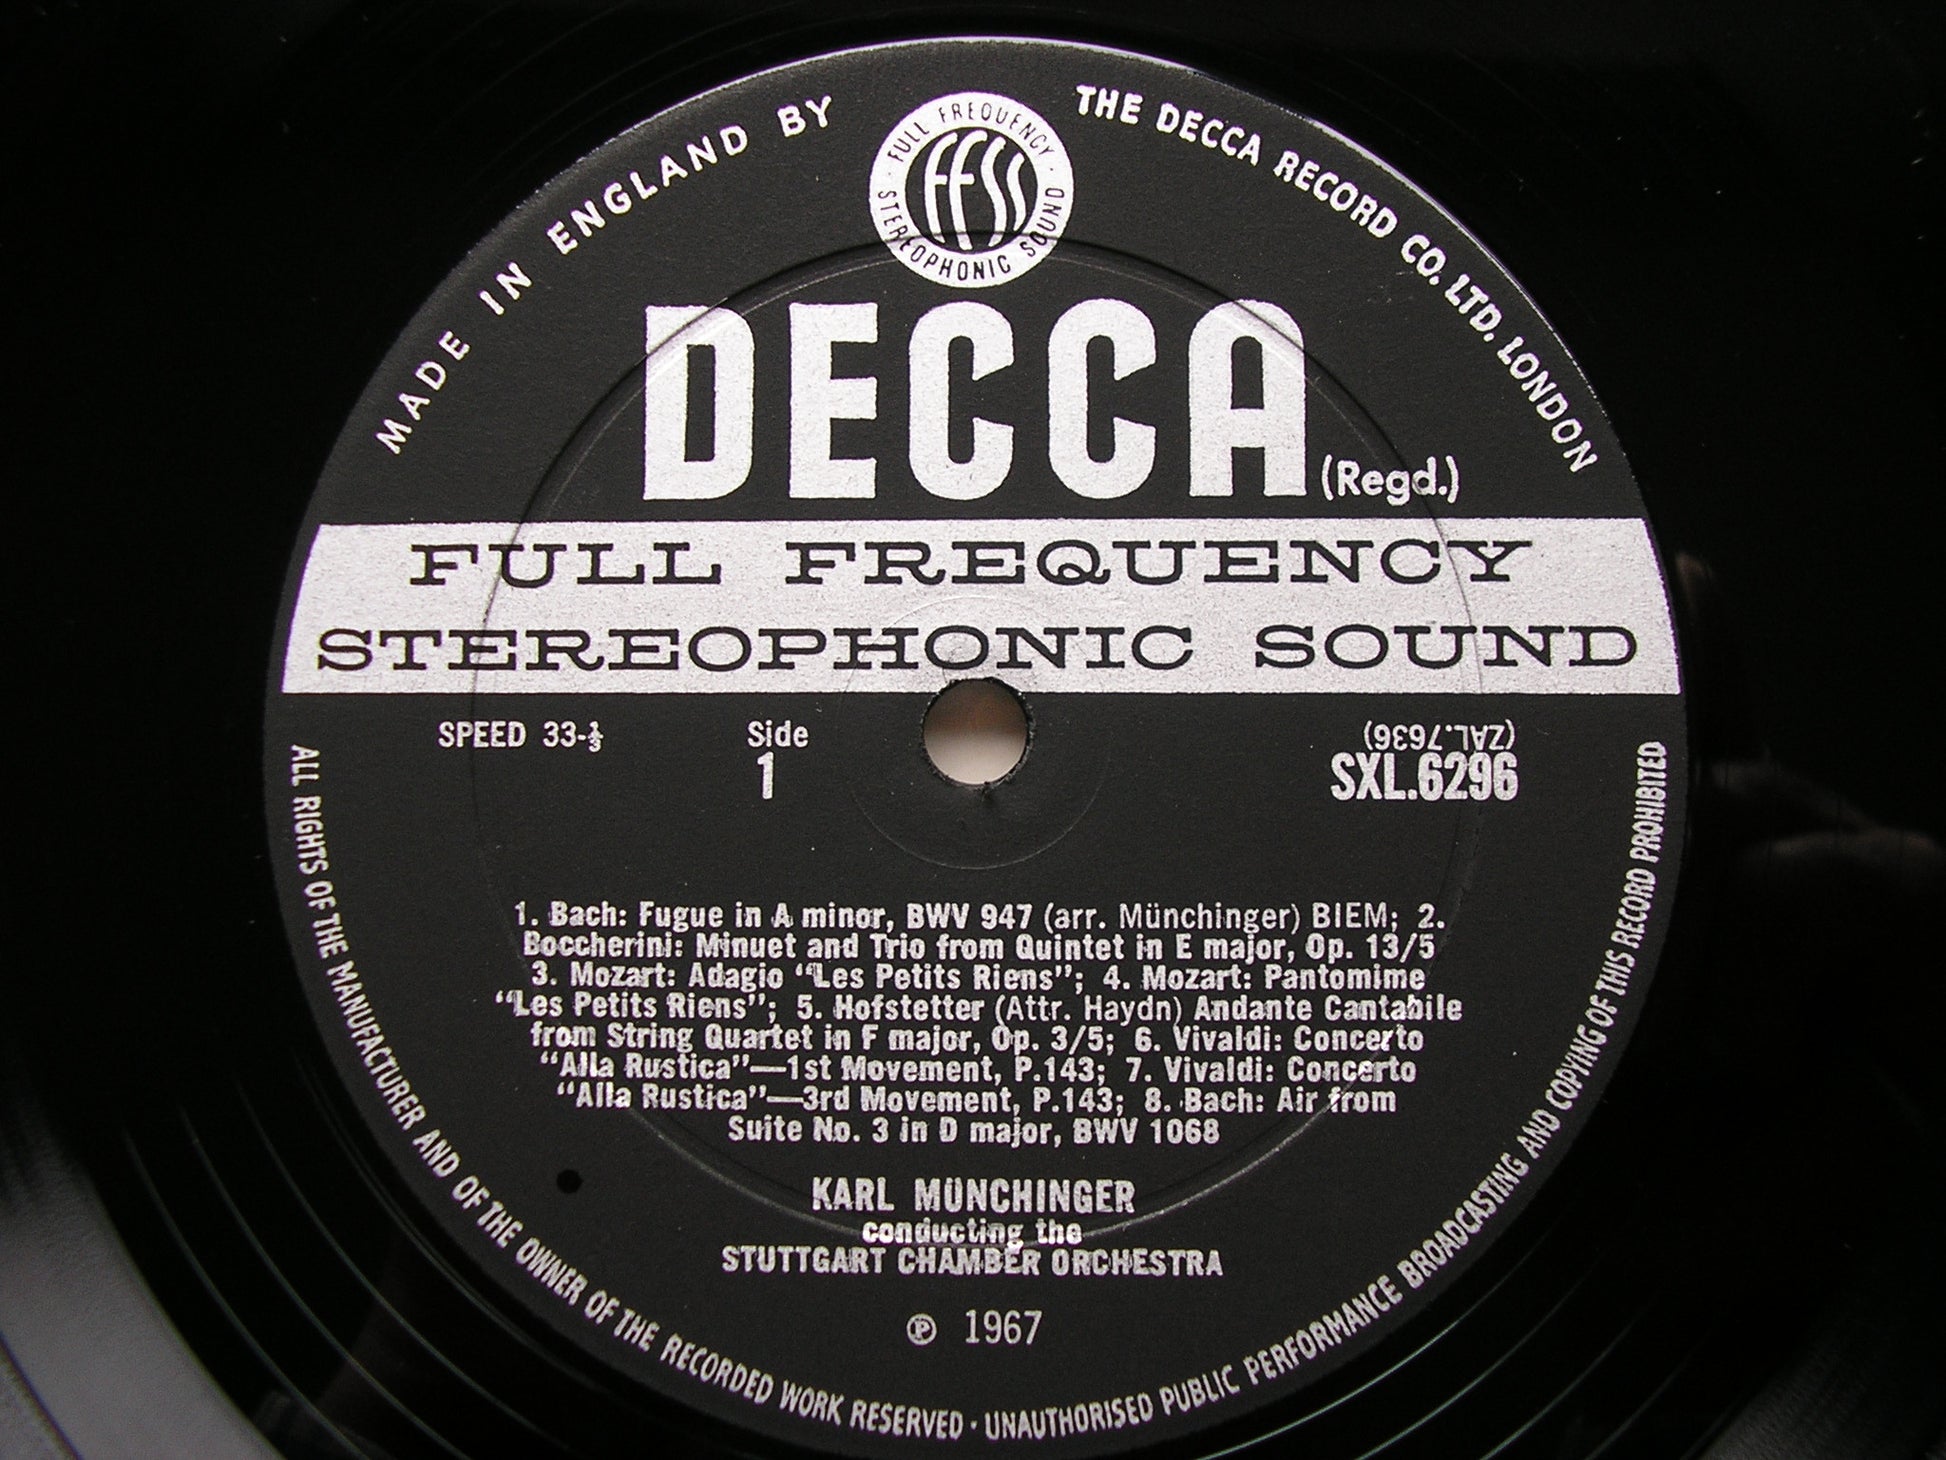 MADE IN ENGLAND BY
THE DECCA RECORD CO. LTD. LONDON
FULL FREQUENCY · STEREOPHONIC SOUND ·
FFSS
DECCA (Regd.)
FULL FREQUENCY
STEREOPHONIC SOUND
SPEED 33-⅓
Side
1
(ZAL.7636)
SXL.6296
1. Bach: Fugue in A minor, BWV 947 (arr. Münchinger) BIEM; 2.
Boccherini: Minuet and Trio from Quintet in E major, Op. 13/5
3. Mozart: Adagio "Les Petits Riens"; 4. Mozart: Pantomime
"Les Petits Riens"; 5. Hofstetter (Attr. Haydn) Andante Cantabile
from String Quartet in F major, Op. 3/5; 6. Vivaldi: Concerto
"Alla Rustica"—1st Movement, P.143; 7. Vivaldi: Concerto
"Alla Rustica"—3rd Movement, P.143; 8. Bach: Air from
Suite No. 3 in D major, BWV 1068
KARL MÜNCHINGER
conducting the
STUTTGART CHAMBER ORCHESTRA
℗ 1967
ALL RIGHTS OF THE MANUFACTURER AND OF THE OWNER OF THE RECORDED WORK RESERVED · UNAUTHORISED PUBLIC PERFORMANCE BROADCASTING AND COPYING OF THIS RECORD PROHIBITED